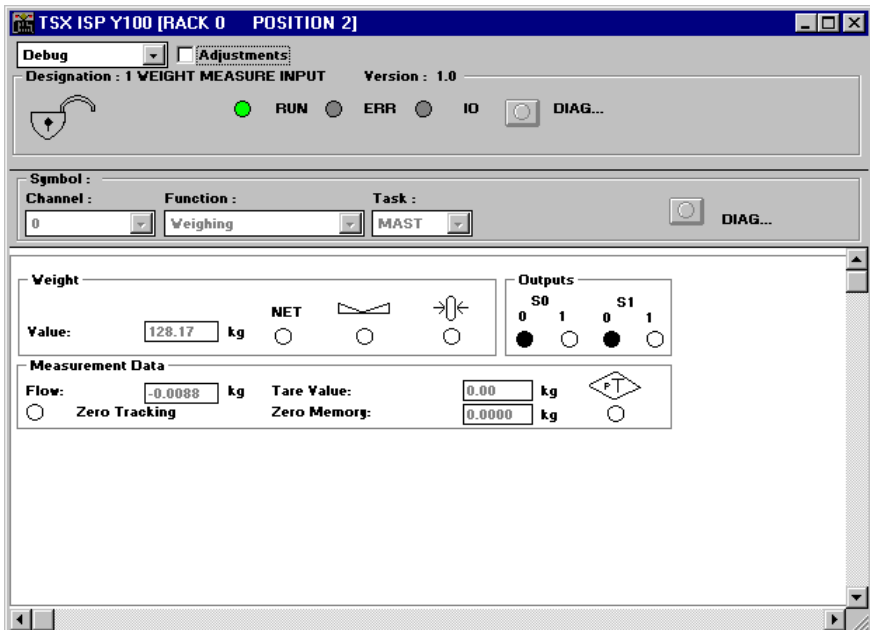 TSX ISP Y100 [RACK 0 POSITION 2]
Debug Adjustments
Designation : 1 WEIGHT MEASURE INPUT Version : 1.0
RUN ERR IO DIAG...
Symbol :
Channel : Function : Task :
0 Weighing MAST DIAG...
Weight Outputs
S0 S1
NET 0 1 0 1
Value: 128.17 kg
Measurement Data
Flow: -0.0088 kg Tare Value: 0.00 kg PT
Zero Tracking Zero Memory: 0.0000 kg